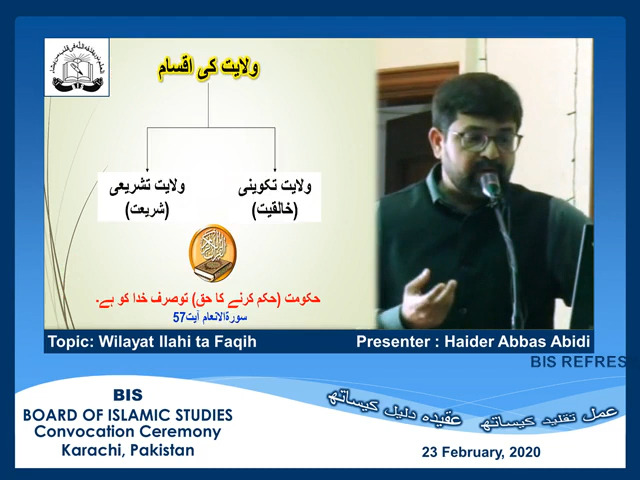 ولایت کی اقسام
ولایت تکوینی
(خالقیت)
ولایت تشریعی
(شریعت)
حکومت (حکم کرنے کا حق) توصرف خدا کو ہے۔
سورۃالانعام آیت57
Topic: Wilayat Ilahi ta Faqih
Presenter : Haider Abbas Abidi
BIS REFRES
BIS
BOARD OF ISLAMIC STUDIES
Convocation Ceremony
Karachi, Pakistan
عمل تقلید کیساتھ عقیدہ دلیل کیساتھ
23 February, 2020